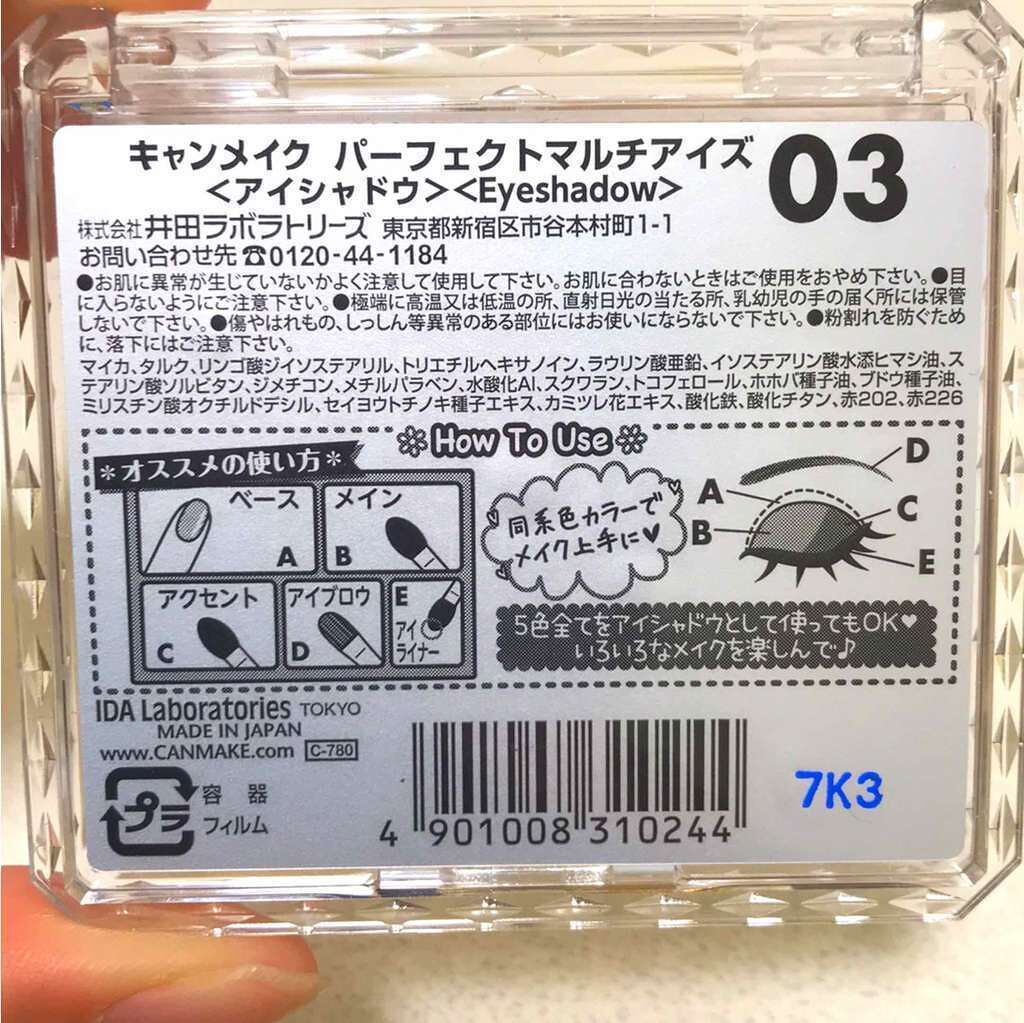 キャンメイク パーフェクトマルチアイズ
03
<アイシャドウ><Eyeshadow>
株式会社 井田ラボラトリーズ 東京都新宿区市谷本村町1-1
お問い合わせ先☎0120-44-1184
●お肌に異常が生じていないかよく注意して使用して下さい。お肌に合わないときはご使用をおやめ下さい。●目
に入らないようにご注意下さい。●極端に高温又は低温の所、直射日光の当たる所、乳幼児の手の届く所には保管
しないで下さい。●傷やはれもの、しっしん等異常のある部位にはお使いにならないで下さい。●粉割れを防ぐため
に、落下にはご注意下さい。
マイカ、タルク、リンゴ酸ジイソステアリル、トリエチルヘキサノイン、ラウリン酸亜鉛、イソステアリン酸水添ヒマシ油、ス
テアリン酸ソルビタン、ジメチコン、メチルパラベン、水酸化Al、スクワラン、トコフェロール、ホホバ種子油、ブドウ種子油、
ミリスチン酸オクチルドデシル、セイヨウトチノキ種子エキス、カミツレ花エキス、酸化鉄、酸化チタン、赤202、赤226
How To Use
*オススメの使い方*
ベース
A
メイン
B
アクセント
C
アイブロウ
D
E
アイ
ライナー
同系色カラーで
メイク上手に♥
A
B
D
C
E
5色全てをアイシャドウとして使ってもOK♥
いろいろなメイクを楽しんで♪
IDA Laboratories TOKYO
MADE IN JAPAN
www.CANMAKE.com C-780
プラ
容 器
フィルム
4 901008 310244
7K3